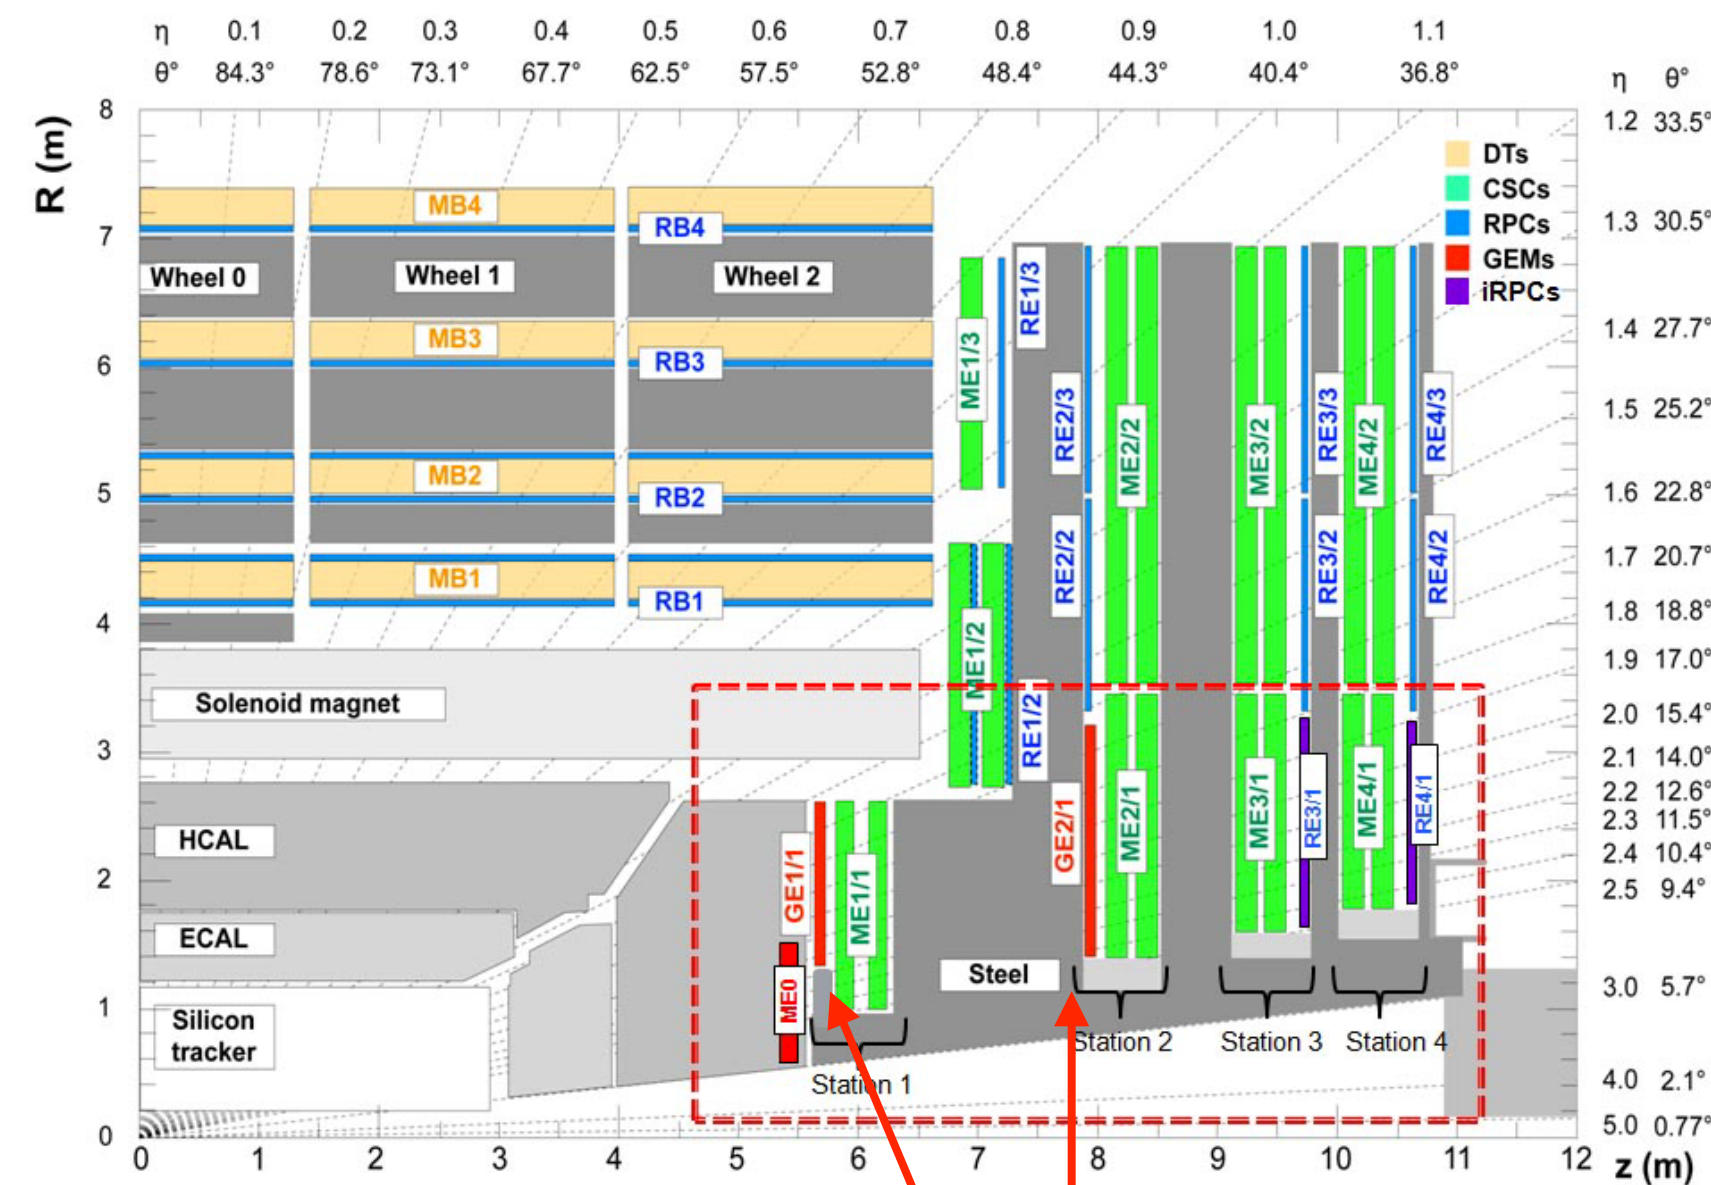 η 0.1 0.2 0.3 0.4 0.5 0.6 0.7 0.8 0.9 1.0 1.1
θ° 84.3° 78.6° 73.1° 67.7° 62.5° 57.5° 52.8° 48.4° 44.3° 40.4° 36.8°
η θ°
1.2 33.5°
1.3 30.5°
1.4 27.7°
1.5 25.2°
1.6 22.8°
1.7 20.7°
1.8 18.8°
1.9 17.0°
2.0 15.4°
2.1 14.0°
2.2 12.6°
2.3 11.5°
2.4 10.4°
2.5 9.4°
3.0 5.7°
4.0 2.1°
5.0 0.77°
R (m)
8
7
6
5
4
3
2
1
0
DTs
CSCs
RPCs
GEMs
iRPCs
MB4
RB4
Wheel 0
Wheel 1
Wheel 2
MB3
RB3
MB2
RB2
MB1
RB1
Solenoid magnet
HCAL
ECAL
Silicon
tracker
Steel
ME1/3
RE1/3
RE2/3
ME2/2
ME3/2
RE3/3
ME4/2
RE4/3
RE2/2
RE3/2
RE4/2
ME1/2
RE1/2
GE1/1
ME1/1
ME0
GE2/1
ME2/1
ME3/1
RE3/1
ME4/1
RE4/1
Station 1
Station 2
Station 3
Station 4
0 1 2 3 4 5 6 7 8 9 10 11 12
z (m)